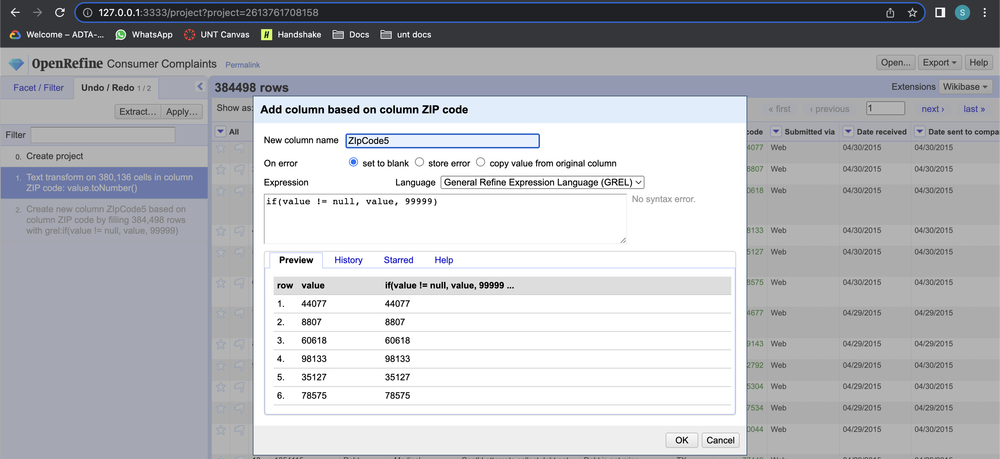 127.0.0.1:3333/project?project=2613761708158
S
Welcome – ADTA-...
WhatsApp
UNT Canvas
H Handshake
Docs
unt docs
OpenRefine Consumer Complaints Permalink
Open... Export Help
Facet / Filter Undo / Redo 1 / 2
384498 rows
Extensions Wikibase
Extract... Apply...
Show as:
« first ‹ previous 1 next › last »
Filter
All
code Submitted via Date received Date sent to compa
0. Create project
1. Text transform on 380,136 cells in column
ZIP code: value.toNumber()
2. Create new column ZIpCode5 based on
column ZIP code by filling 384,498 rows
with grel:if(value != null, value, 99999)
Add column based on column ZIP code
New column name ZIpCode5
On error set to blank store error copy value from original column
Expression Language General Refine Expression Language (GREL)
if(value != null, value, 99999)
No syntax error.
Preview History Starred Help
row value if(value != null, value, 99999 ...
1. 44077 44077
2. 8807 8807
3. 60618 60618
4. 98133 98133
5. 35127 35127
6. 78575 78575
OK Cancel
4077 Web 04/30/2015 04/30/2015
8807 Web 04/30/2015 04/30/2015
0618 Web 04/30/2015 04/30/2015
8133 Web 04/30/2015 04/30/2015
5127 Web 04/30/2015 04/30/2015
8575 Web 04/30/2015 04/30/2015
4677 Web 04/29/2015 04/29/2015
9143 Web 04/29/2015 04/29/2015
2792 Web 04/29/2015 04/30/2015
5304 Web 04/29/2015 04/30/2015
7534 Web 04/29/2015 04/29/2015
0044 Web 04/29/2015 04/30/2015